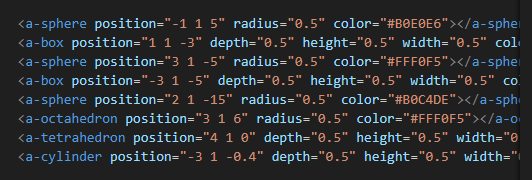 <a-sphere position="-1 1 5" radius="0.5" color="#B0E0E6"></a-sphere
<a-box position="1 1 -3" depth="0.5" height="0.5" width="0.5" col
<a-sphere position="3 1 -5" radius="0.5" color="#FFF0F5"></a-sphere
<a-box position="-3 1 -5" depth="0.5" height="0.5" width="0.5" col
<a-sphere position="2 1 -15" radius="0.5" color="#B0C4DE"></a-sphere
<a-octahedron position="3 1 6" radius="0.5" color="#FFF0F5"></a-o
<a-tetrahedron position="4 1 0" depth="0.5" height="0.5" width="0
<a-cylinder position="-3 1 -0.4" depth="0.5" height="0.5" width="0